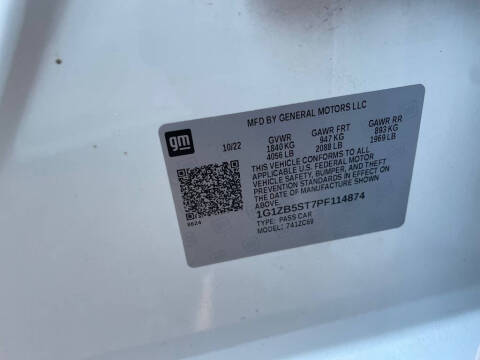 MFD BY GENERAL MOTORS LLC
gm
10/22
GVWR GAWR FRT GAWR RR
1840 KG 947 KG 893 KG
4056 LB 2088 LB 1969 LB
THIS VEHICLE CONFORMS TO ALL
APPLICABLE U.S. FEDERAL MOTOR
VEHICLE SAFETY, BUMPER, AND THEFT
PREVENTION STANDARDS IN EFFECT ON
THE DATE OF MANUFACTURE SHOWN
ABOVE.
1G1ZB5ST7PF114874
TYPE: PASS CAR
MODEL: 741ZC69